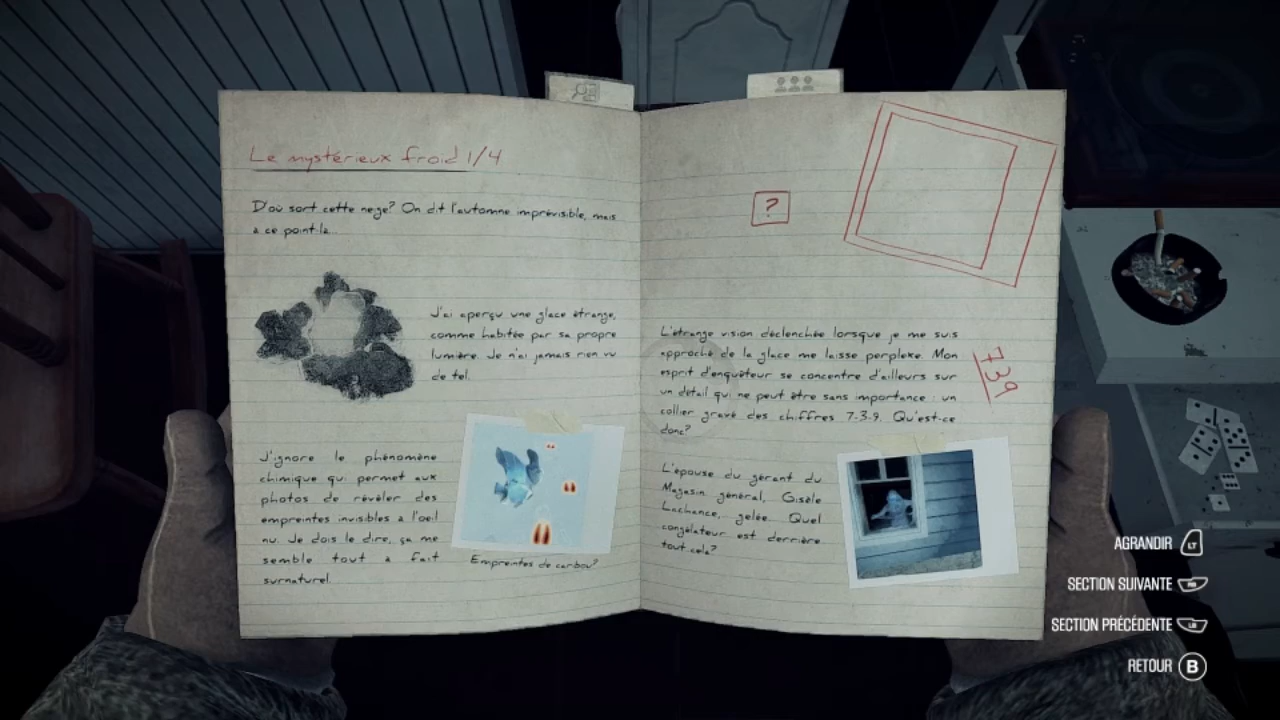 Le mystérieux froid 1/4
D'où sort cette neige? On dit l'automne imprévisible, mais
à ce point-là...
J'ai aperçu une glace étrange,
comme habitée par sa propre
lumière. Je n'ai jamais rien vu
de tel.
J'ignore le phénomène
chimique qui permet aux
photos de révéler des
empreintes invisibles à l'oeil
nu. Je dois le dire, ça me
semble tout à fait
surnaturel.
Empreintes de caribou?
?
L'étrange vision déclenchée lorsque je me suis
approché de la glace me laisse perplexe. Mon
esprit d'enquêteur se concentre d'ailleurs sur
un détail qui ne peut être sans importance : un
collier gravé des chiffres 7-3-9. Qu'est-ce
donc?
739
L'épouse du gérant du
Magasin général, Gisèle
Lachance, gelée. Quel
congélateur est derrière
tout cela?
AGRANDIR LT
SECTION SUIVANTE RB
SECTION PRÉCÉDENTE LB
RETOUR B